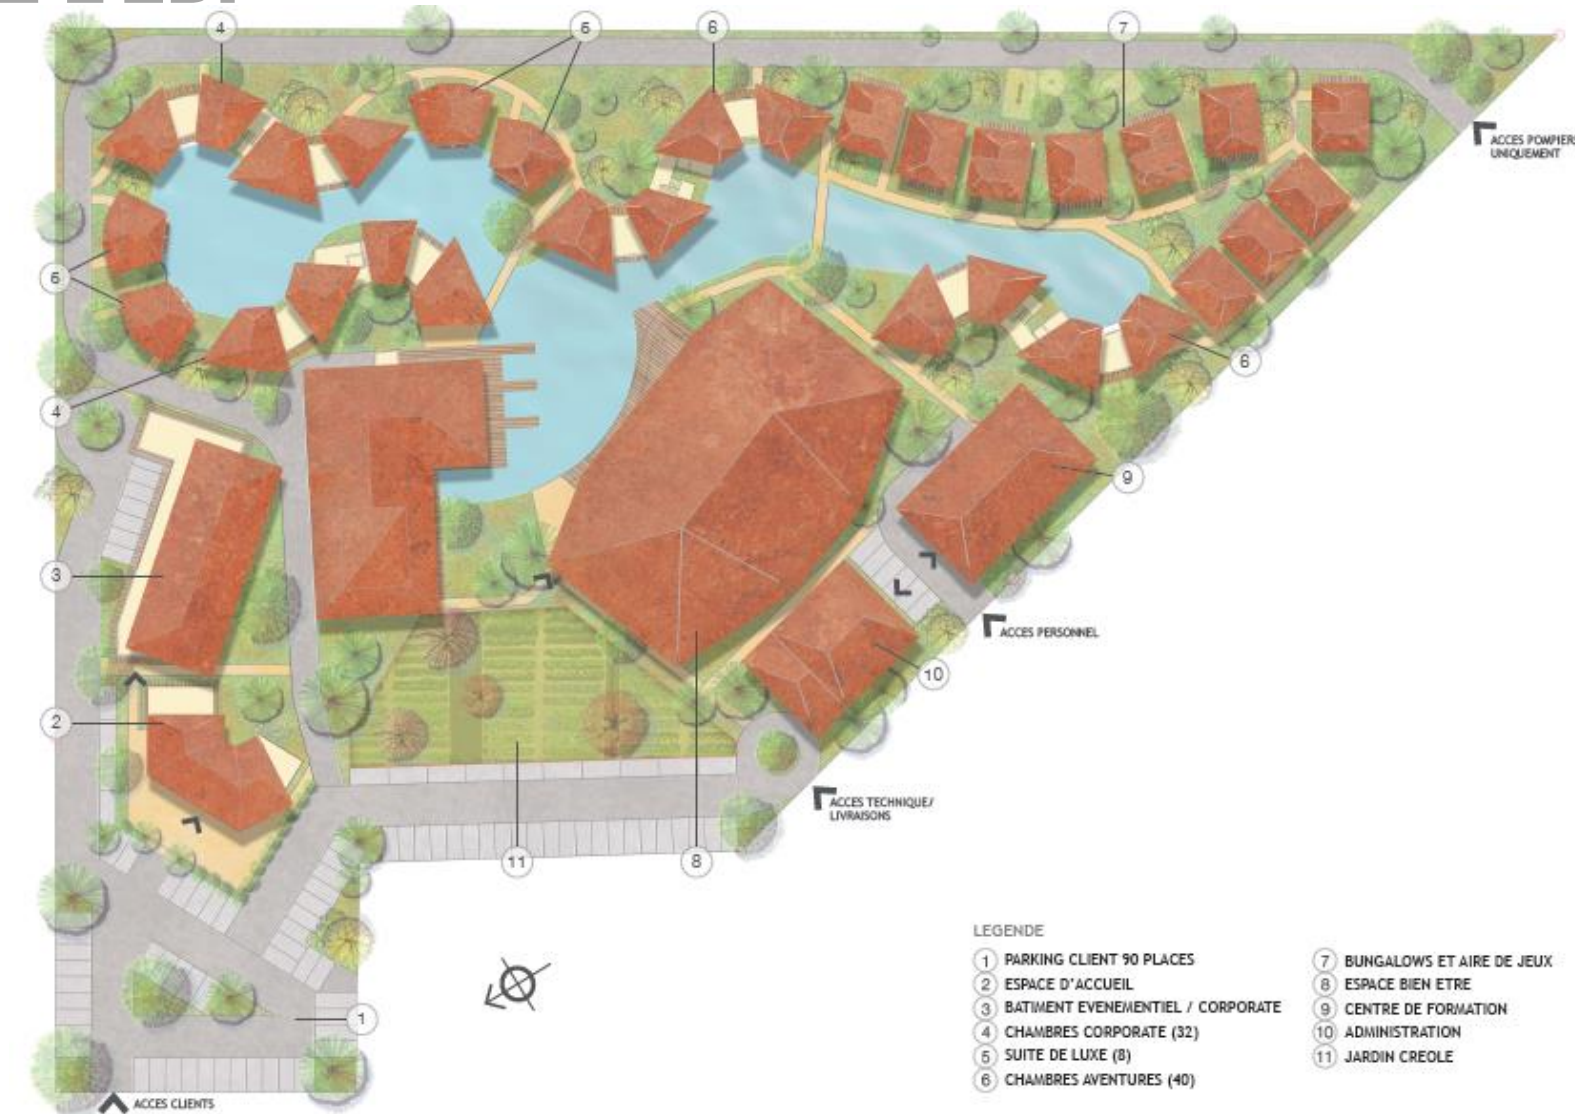 4
5
6
7
ACCES POMPIERS
UNIQUEMENT
5
4
6
9
3
ACCES PERSONNEL
10
2
ACCES TECHNIQUE/
LIVRAISONS
11
8
1
ACCES CLIENTS
LEGENDE
1 PARKING CLIENT 90 PLACES
2 ESPACE D'ACCUEIL
3 BATIMENT EVENEMENTIEL / CORPORATE
4 CHAMBRES CORPORATE (32)
5 SUITE DE LUXE (8)
6 CHAMBRES AVENTURES (40)
7 BUNGALOWS ET AIRE DE JEUX
8 ESPACE BIEN ETRE
9 CENTRE DE FORMATION
10 ADMINISTRATION
11 JARDIN CREOLE